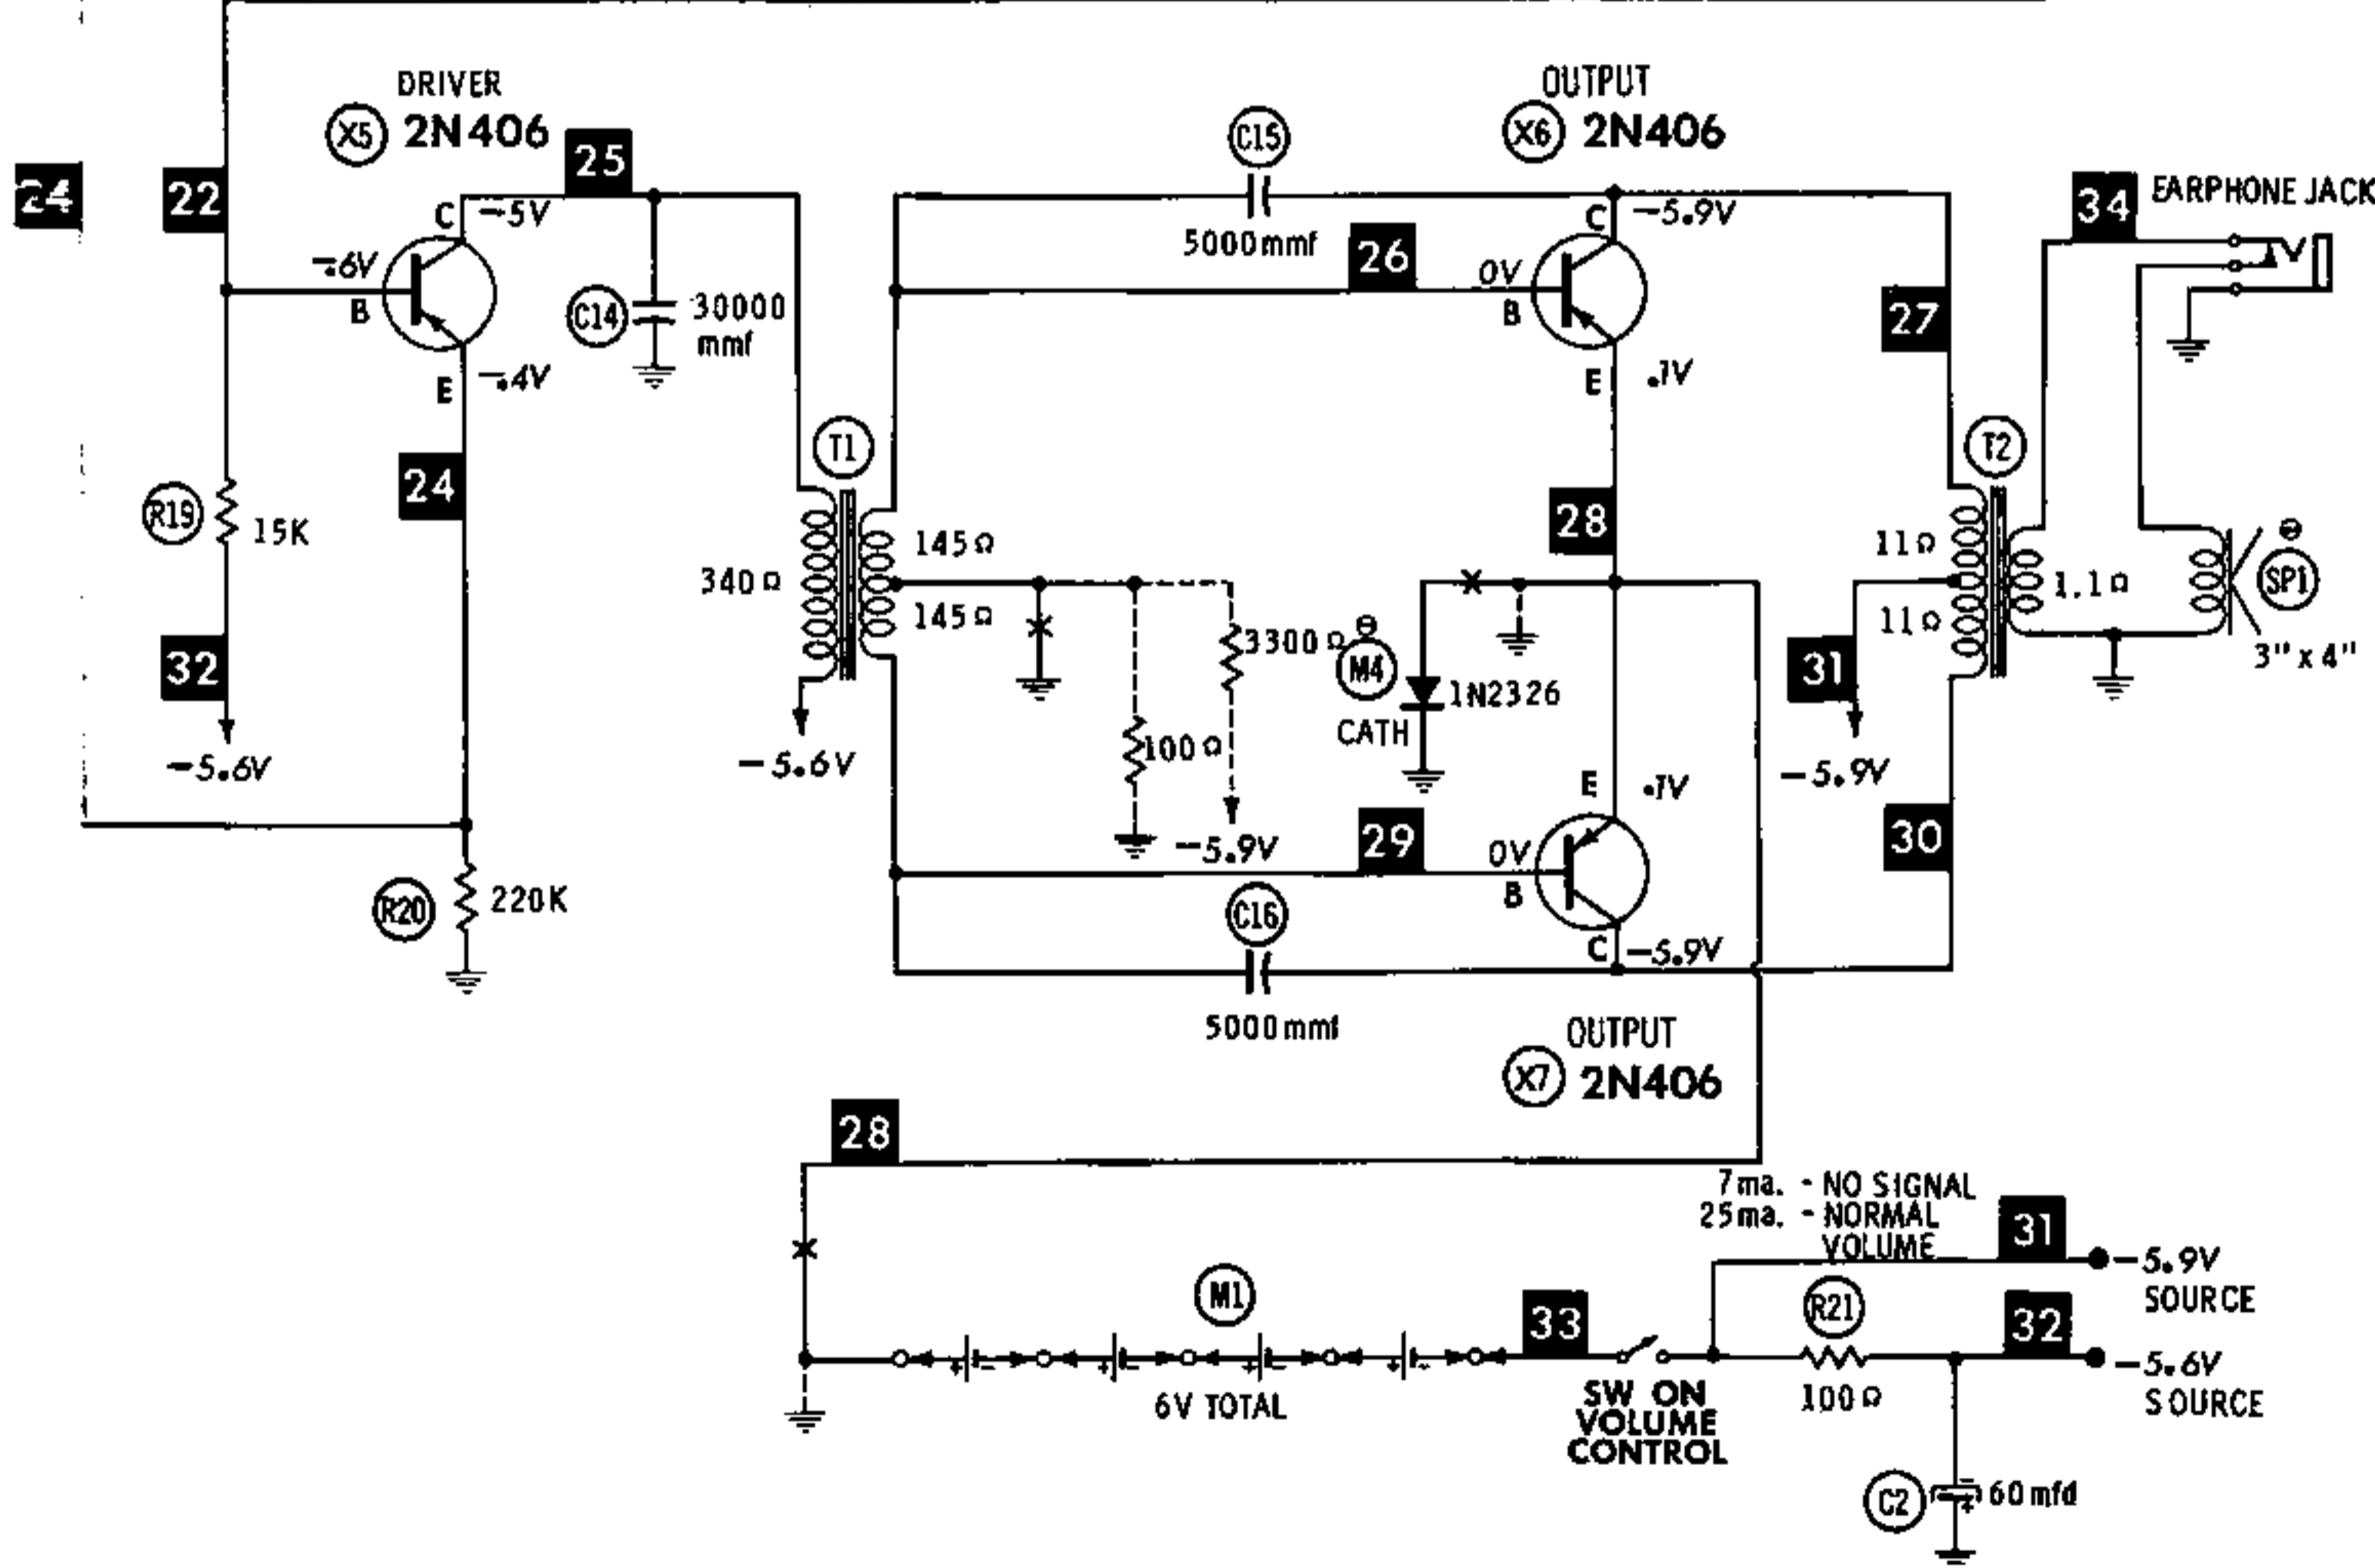 DRIVER
X5 2N406
25
24
22
C -5V
-.6V
B
C14 30000
mmf
E -.4V
24
R19 15K
32
-5.6V
R20 220K
T1
340Ω
145Ω
145Ω
-5.6V
C15
5000mmf
26
OUTPUT
X6 2N406
C -5.9V
0V
B
E .1V
27
34 EARPHONE JACK
28
T2
11Ω
11Ω
1.1Ω
⊖
SP1
3" x 4"
31
-5.9V
3300Ω
100Ω
-5.9V
⊖
M4 1N2326
CATH
E .1V
29 0V
B
C -5.9V
30
C16
5000mmf
OUTPUT
X7 2N406
28
7ma. - NO SIGNAL
25ma. - NORMAL
VOLUME
31 -5.9V
SOURCE
M1
+ - + - + - + -
6V TOTAL
33
SW ON
VOLUME
CONTROL
R21
100Ω
32 -5.6V
SOURCE
C2 - + 60mfd